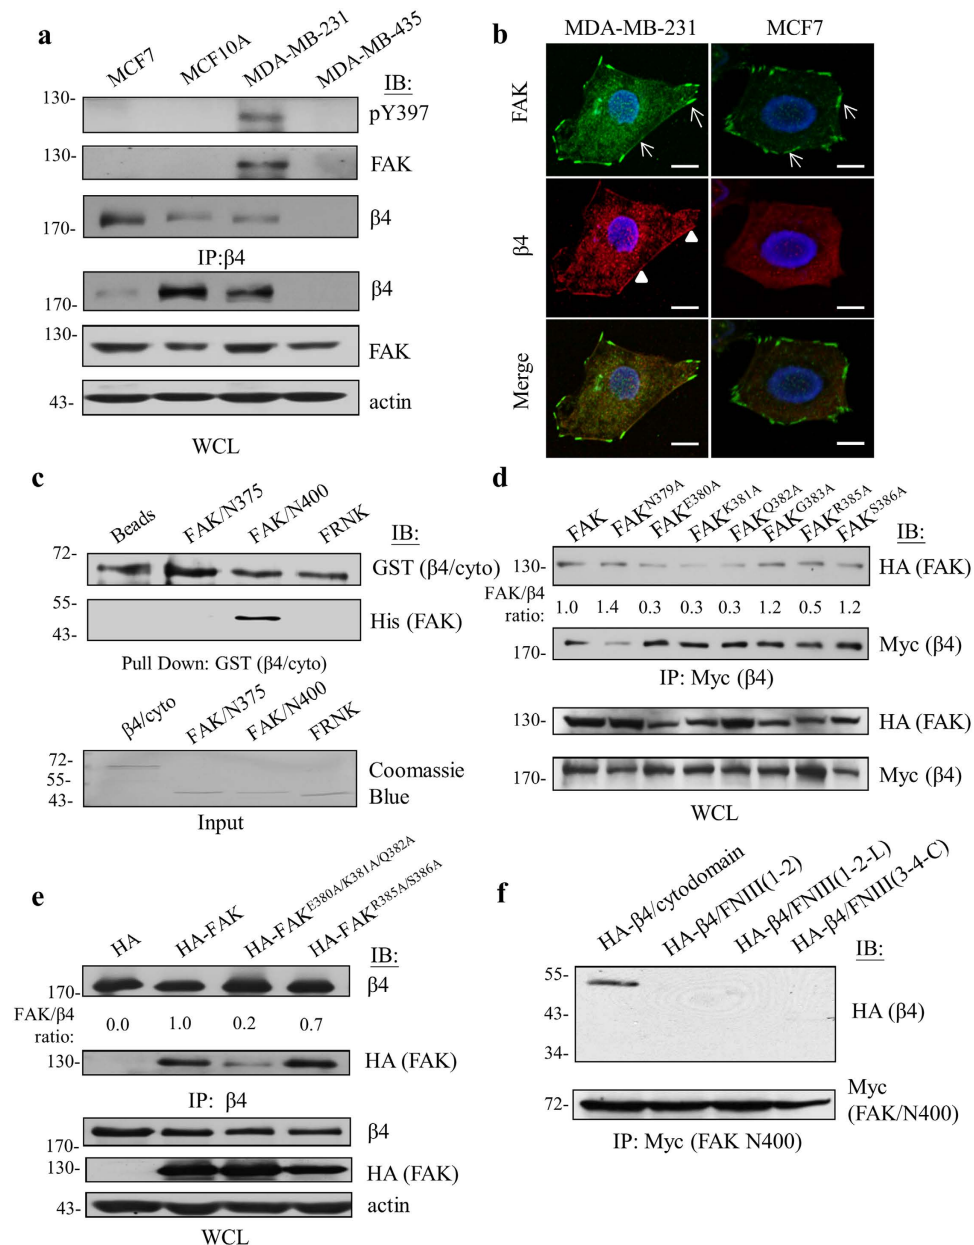 a
MCF7 MCF10A MDA-MB-231 MDA-MB-435
IB:
130- pY397
130- FAK
170- β4
IP:β4
170- β4
130- FAK
43- actin
WCL
b
MDA-MB-231 MCF7
FAK
β4
Merge
c
Beads FAK/N375 FAK/N400 FRNK
IB:
72- GST (β4/cyto)
55- His (FAK)
43-
Pull Down: GST (β4/cyto)
β4/cyto FAK/N375 FAK/N400 FRNK
72-
55- Coomassie
43- Blue
Input
d
FAK FAKN379A FAKE380A FAKK381A FAKQ382A FAKG383A FAKR385A FAKS386A
IB:
130- HA (FAK)
FAK/β4
ratio: 1.0 1.4 0.3 0.3 0.3 1.2 0.5 1.2
170- Myc (β4)
IP: Myc (β4)
130- HA (FAK)
170- Myc (β4)
WCL
e
HA HA-FAK HA-FAKE380A/K381A/Q382A HA-FAKR385A/S386A
IB:
170- β4
FAK/β4
ratio: 0.0 1.0 0.2 0.7
130- HA (FAK)
IP: β4
170- β4
130- HA (FAK)
43- actin
WCL
f
HA-β4/cytodomain HA-β4/FNIII(1-2) HA-β4/FNIII(1-2-L) HA-β4/FNIII(3-4-C)
IB:
55-
43- HA (β4)
34-
72- Myc
(FAK/N400)
IP: Myc (FAK N400)